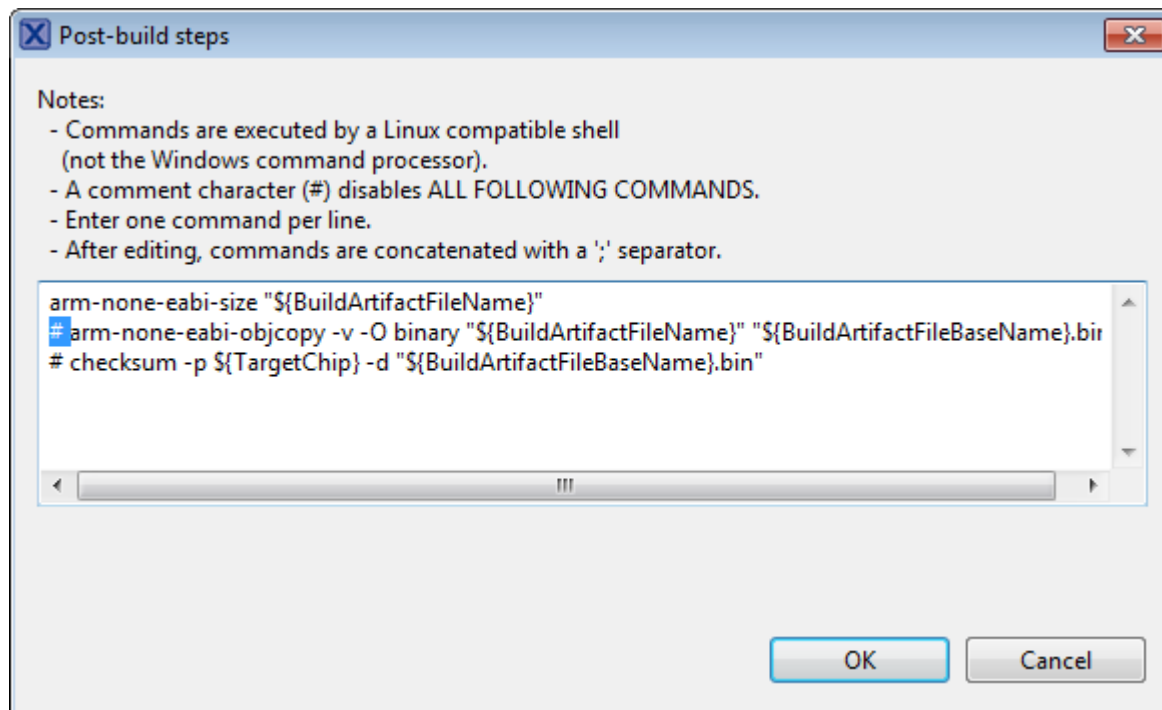 Post-build steps
Notes:
- Commands are executed by a Linux compatible shell
(not the Windows command processor).
- A comment character (#) disables ALL FOLLOWING COMMANDS.
- Enter one command per line.
- After editing, commands are concatenated with a ';' separator.
arm-none-eabi-size "${BuildArtifactFileName}"
# arm-none-eabi-objcopy -v -O binary "${BuildArtifactFileName}" "${BuildArtifactFileBaseName}.bin
# checksum -p ${TargetChip} -d "${BuildArtifactFileBaseName}.bin"
OK Cancel